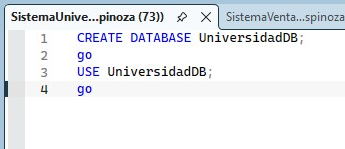 SistemaUnive...pinoza (73))
SistemaVenta...spinoza
1 CREATE DATABASE UniversidadDB;
2 go
3 USE UniversidadDB;
4 go